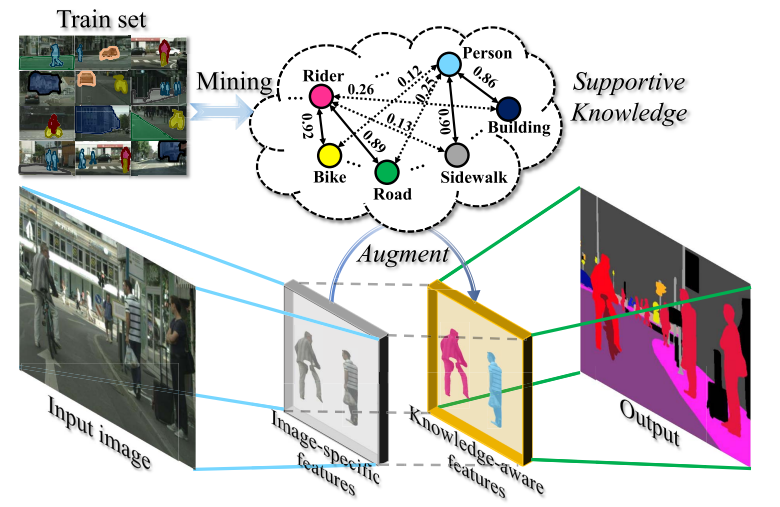 Train set
Mining
Person
Rider
0.12
0.25
0.86
0.26
0.13
0.92
0.89
0.90
Building
Bike
Road
Sidewalk
...
...
...
...
Supportive
Knowledge
Augment
Input image
Image-specific
features
Knowledge-aware
features
Output